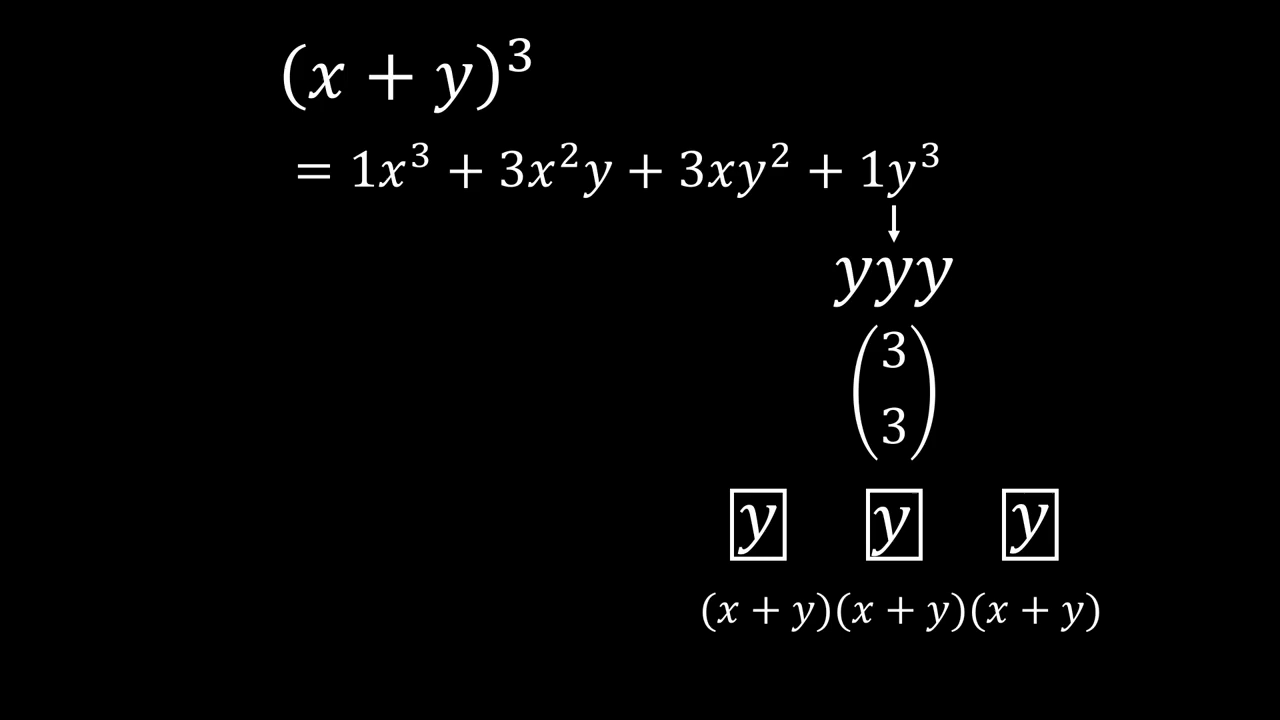 (x + y)³
= 1x³ + 3x²y + 3xy² + 1y³
yyy
(3
3)
y y y
(x + y)(x + y)(x + y)